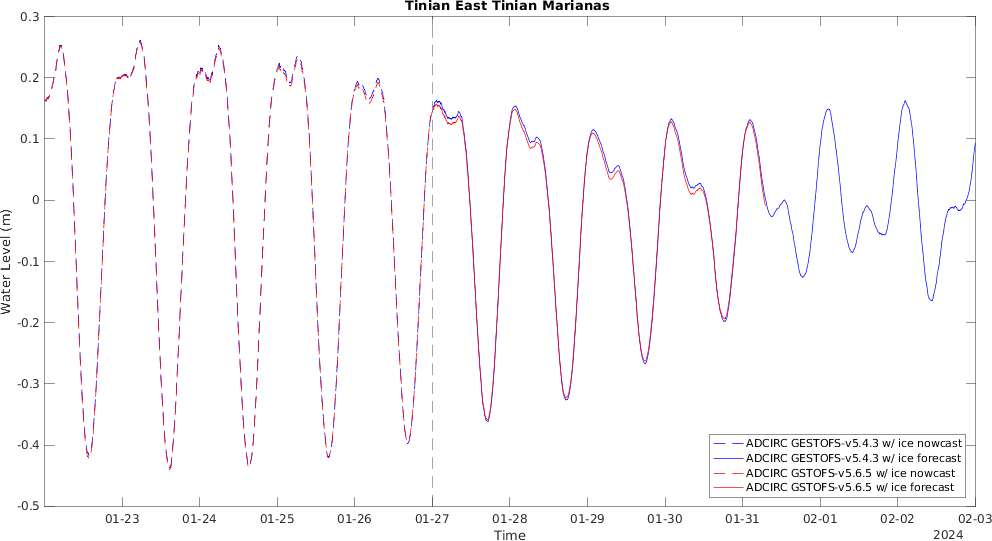 Tinian East Tinian Marianas
0.3
0.2
0.1
0
-0.1
-0.2
-0.3
-0.4
-0.5
Water Level (m)
ADCIRC GESTOFS-v5.4.3 w/ ice nowcast
ADCIRC GESTOFS-v5.4.3 w/ ice forecast
ADCIRC GSTOFS-v5.6.5 w/ ice nowcast
ADCIRC GSTOFS-v5.6.5 w/ ice forecast
01-23 01-24 01-25 01-26 01-27 01-28 01-29 01-30 01-31 02-01 02-02 02-03
Time
2024